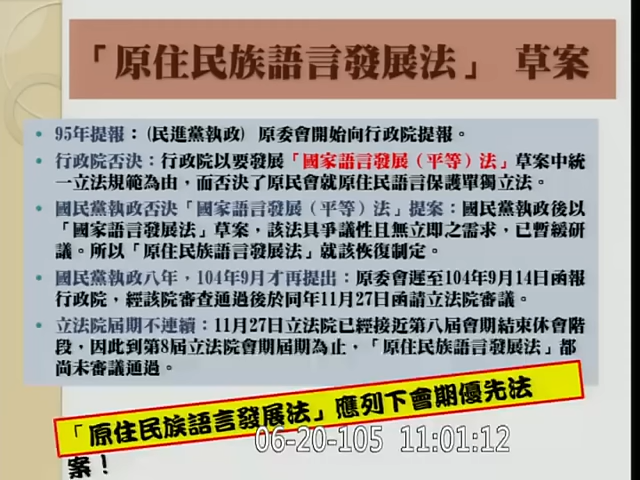 「原住民族語言發展法」 草案
• 95年提報：(民進黨執政) 原委會開始向行政院提報。
• 行政院否決：行政院以要發展「國家語言發展（平等）法」草案中統
一立法規範為由，而否決了原民會就原住民語言保護單獨立法。
• 國民黨執政否決「國家語言發展（平等）法」提案：國民黨執政後以
「國家語言發展法」草案，該法具爭議性且無立即之需求，已暫緩研
議。所以「原住民族語言發展法」就該恢復制定。
• 國民黨執政八年，104年9月才再提出：原委會遲至104年9月14日函報
行政院，經該院審查通過後於同年11月27日函請立法院審議。
• 立法院屆期不連續：11月27日立法院已經接近第八屆會期結束休會階
段，因此到第8屆立法院會期屆期為止，「原住民族語言發展法」都
尚未審議通過。
「原住民族語言發展法」應列下會期優先法
案！
06-20-105 11:01:12